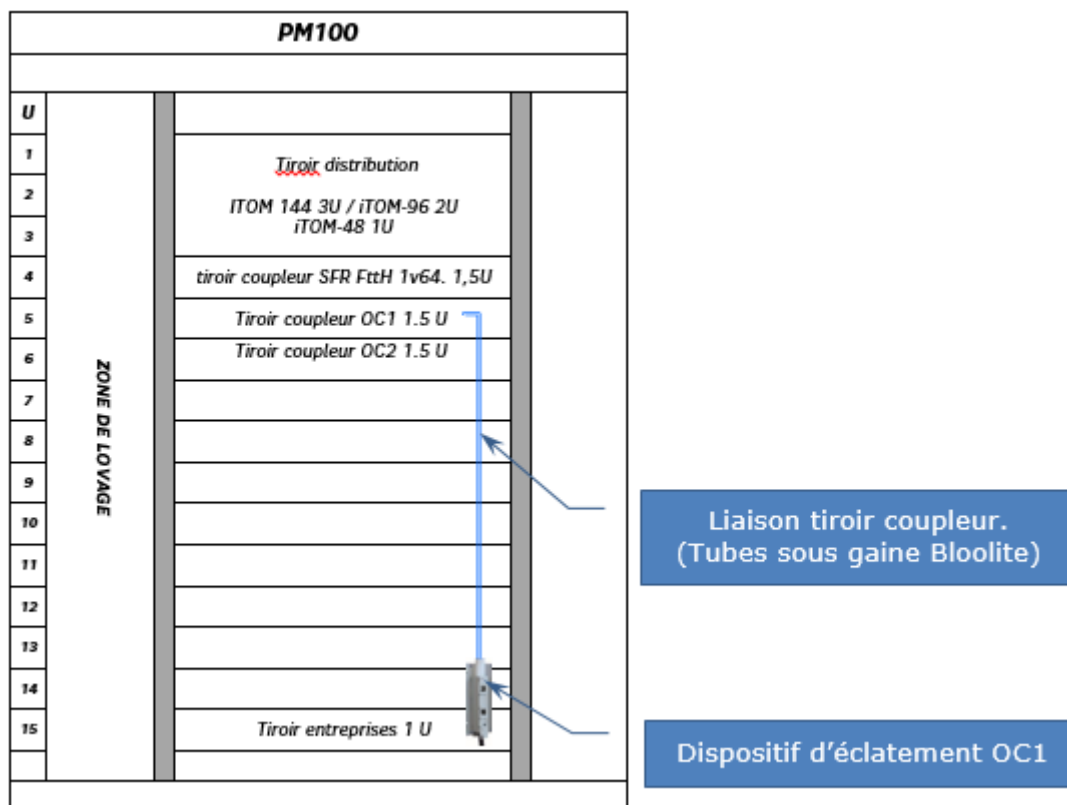 PM100
U
1
Tiroir distribution
2
ITOM 144 3U / iTOM-96 2U
iTOM-48 1U
3
4
tiroir coupleur SFR FttH 1v64. 1,5U
5
Tiroir coupleur OC1 1.5 U
6
Tiroir coupleur OC2 1.5 U
ZONE DE LOVAGE
7
8
9
10
11
12
13
14
15
Tiroir entreprises 1 U
Liaison tiroir coupleur.
(Tubes sous gaine Bloolite)
Dispositif d'éclatement OC1